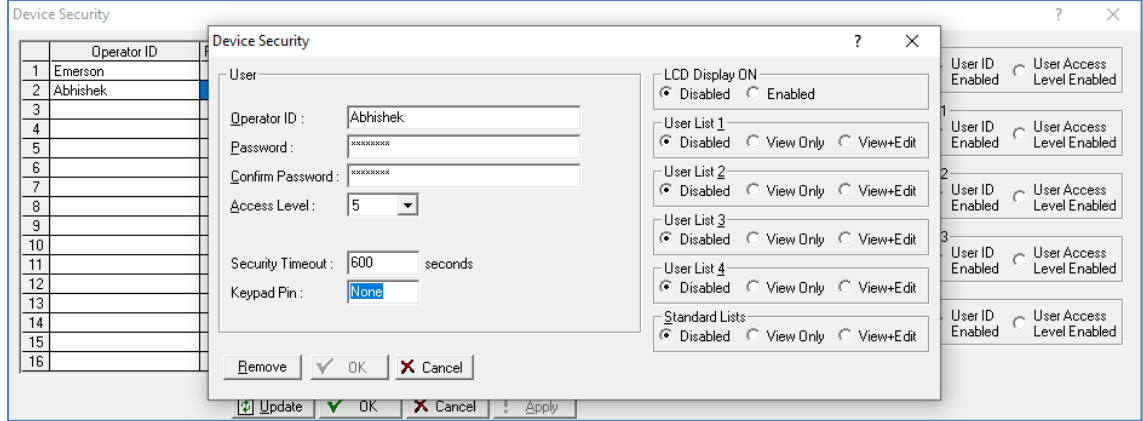 Device Security
?
Operator ID
1 Emerson
2 Abhishek
3
4
5
6
7
8
9
10
11
12
13
14
15
16
Device Security
?
User
Operator ID : Abhishek
Password : ××××××××
Confirm Password : ××××××××
Access Level : 5
Security Timeout : 600 seconds
Keypad Pin : None
Remove OK Cancel
LCD Display ON
Disabled Enabled
User List 1
Disabled View Only View+Edit
User List 2
Disabled View Only View+Edit
User List 3
Disabled View Only View+Edit
User List 4
Disabled View Only View+Edit
Standard Lists
Disabled View Only View+Edit
User ID Enabled User Access Level Enabled
1
User ID Enabled User Access Level Enabled
2
User ID Enabled User Access Level Enabled
3
User ID Enabled User Access Level Enabled
User ID Enabled User Access Level Enabled
Update OK Cancel ! Apply